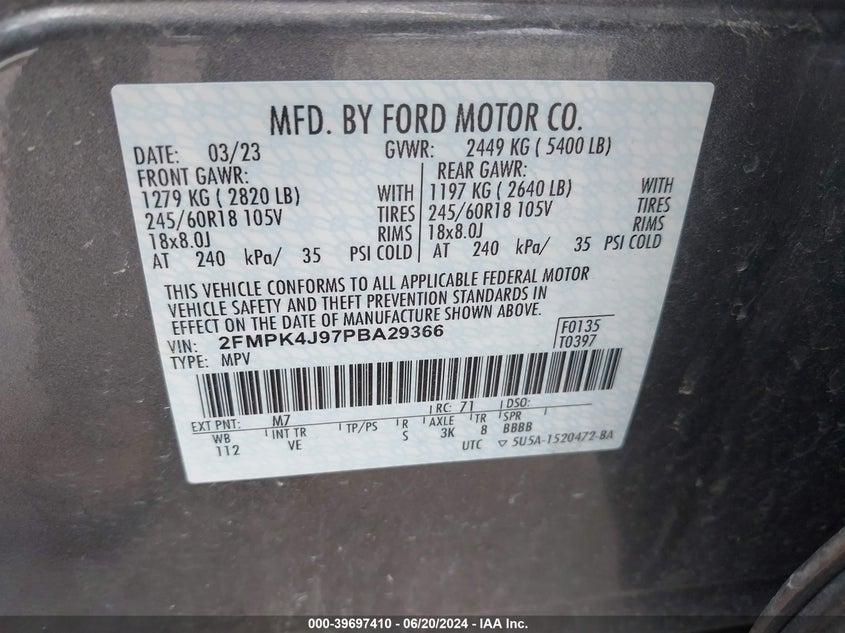 MFD. BY FORD MOTOR CO.
DATE: 03/23 GVWR: 2449 KG ( 5400 LB)
FRONT GAWR: REAR GAWR:
1279 KG ( 2820 LB) WITH 1197 KG ( 2640 LB) WITH
245/60R18 105V TIRES 245/60R18 105V TIRES
18x8.0J RIMS 18x8.0J RIMS
AT 240 kPa/ 35 PSI COLD AT 240 kPa/ 35 PSI COLD
THIS VEHICLE CONFORMS TO ALL APPLICABLE FEDERAL MOTOR
VEHICLE SAFETY AND THEFT PREVENTION STANDARDS IN
EFFECT ON THE DATE OF MANUFACTURE SHOWN ABOVE.
VIN: 2FMPK4J97PBA29366 F0135
TYPE: MPV T0397
EXT PNT: M7 RC: 71 DSO:
WB INT TR TP/PS R AXLE TR SPR
112 VE S 3K 8 BBBB
UTC 5U5A-1520472-BA
000-39697410 - 06/20/2024 - IAA Inc.